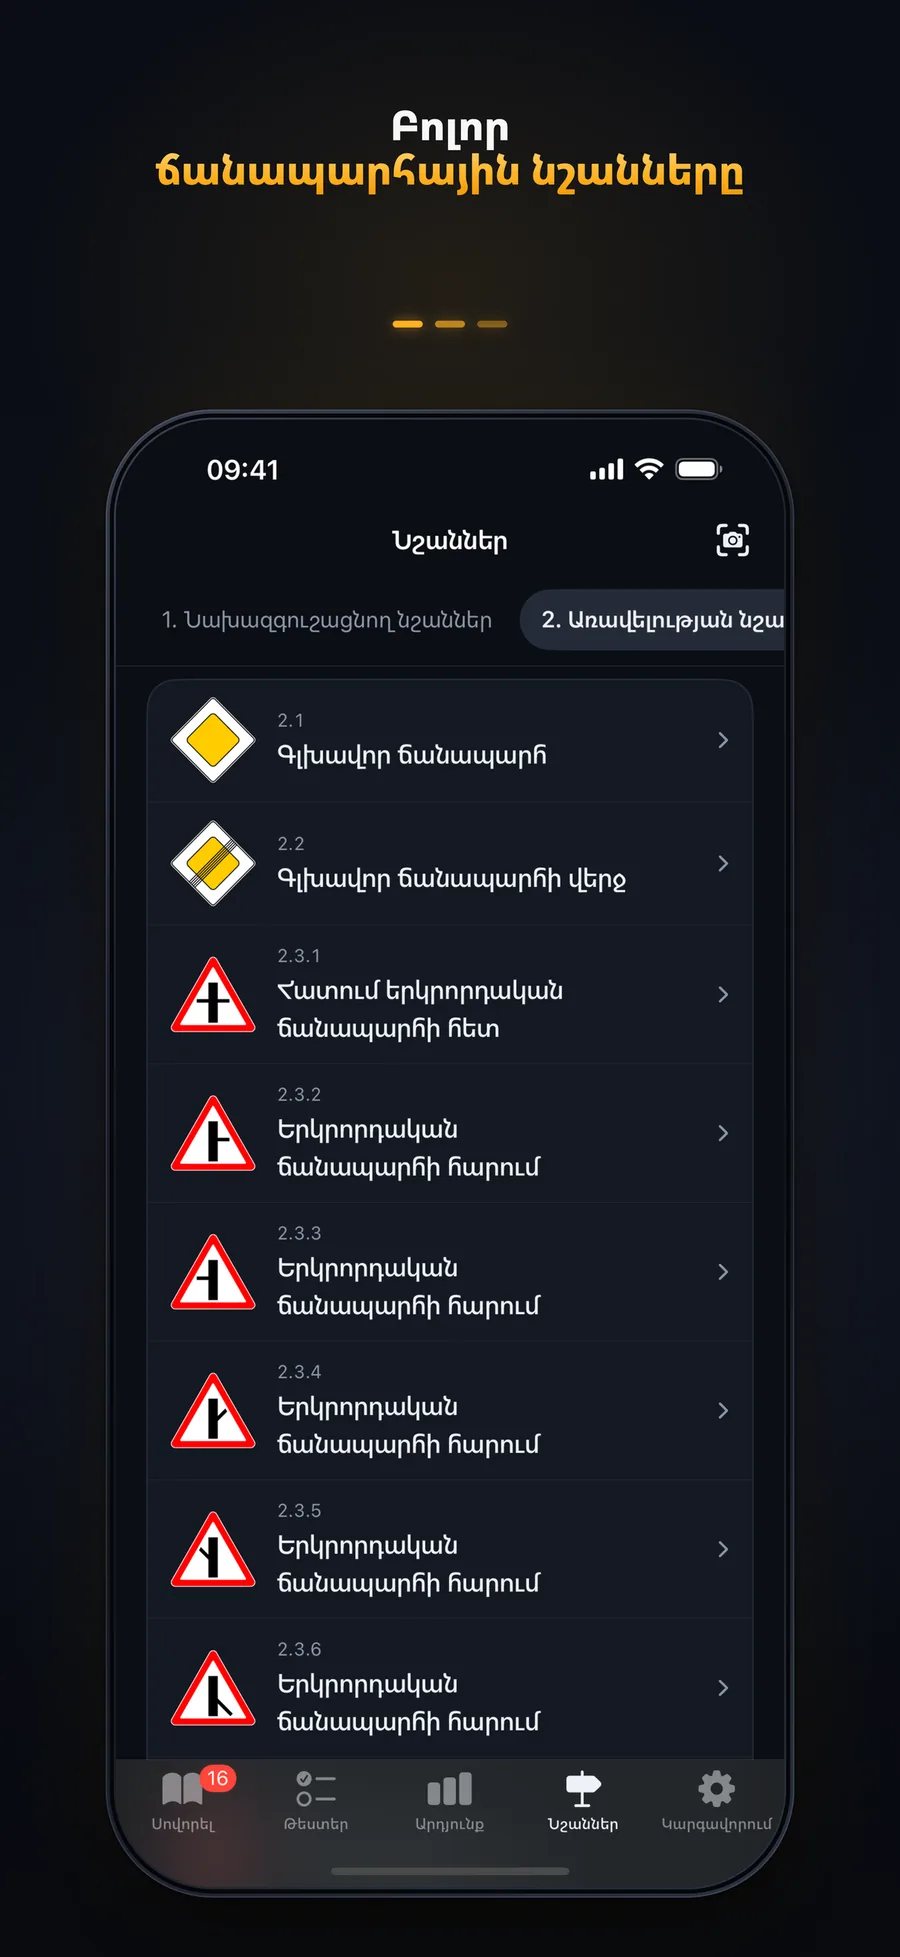 Բոլոր
ճանապարհային նշանները
09:41
Նշաններ
1. Նախազգուշացնող նշաններ
2. Առավելության նշա
2.1
Գլխավոր ճանապարհ
2.2
Գլխավոր ճանապարհի վերջ
2.3.1
Հատում երկրորդական
ճանապարհի հետ
2.3.2
Երկրորդական
ճանապարհի հարում
2.3.3
Երկրորդական
ճանապարհի հարում
2.3.4
Երկրորդական
ճանապարհի հարում
2.3.5
Երկրորդական
ճանապարհի հարում
2.3.6
Երկրորդական
ճանապարհի հարում
16
Սովորել
Թեստեր
Արդյունք
Նշաններ
Կարգավորում